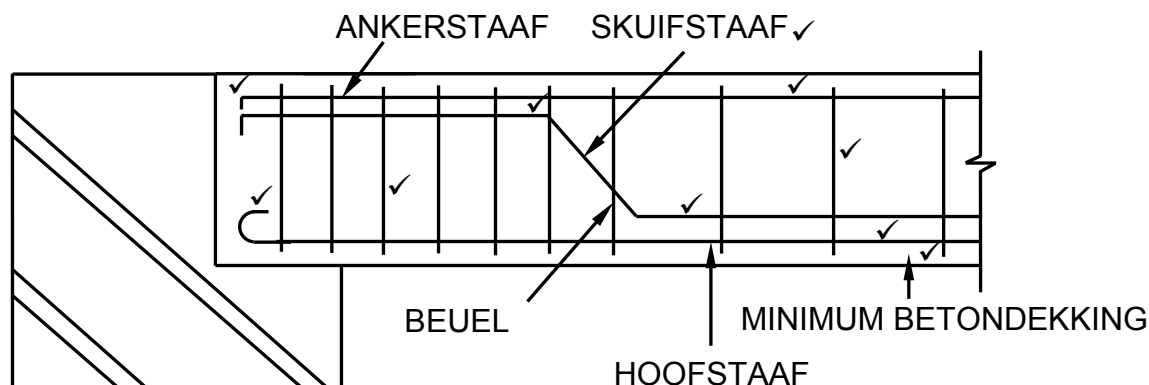 ANKERSTAAF
SKUIFSTAAF ✓
BEUEL
MINIMUM BETONDEKKING
HOOFSTAAF